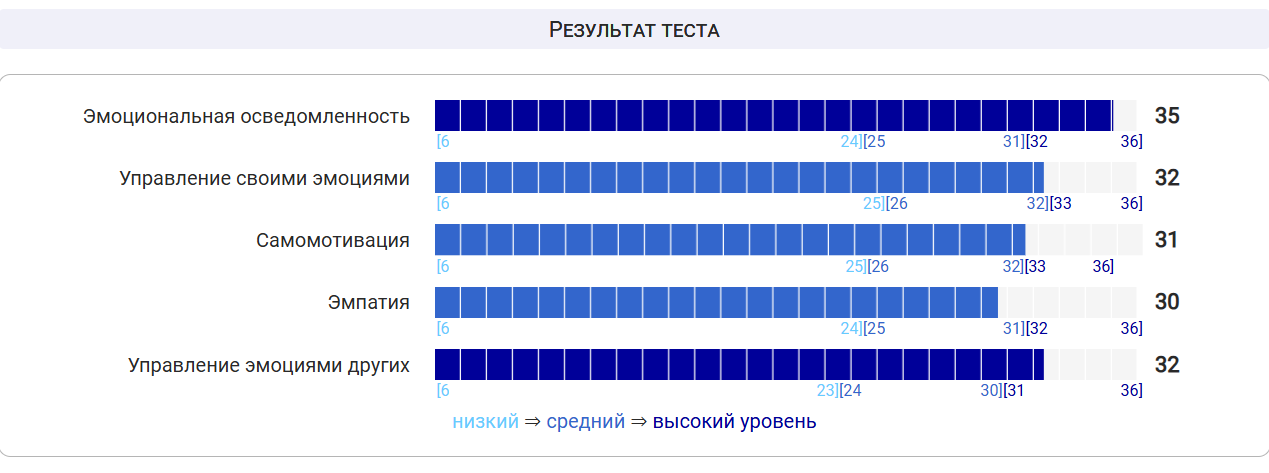 Результат теста
Эмоциональная осведомленность 35
[6 24][25 31][32 36]
Управление своими эмоциями 32
[6 25][26 32][33 36]
Самомотивация 31
[6 25][26 32][33 36]
Эмпатия 30
[6 24][25 31][32 36]
Управление эмоциями других 32
[6 23][24 30][31 36]
низкий ⇒ средний ⇒ высокий уровень